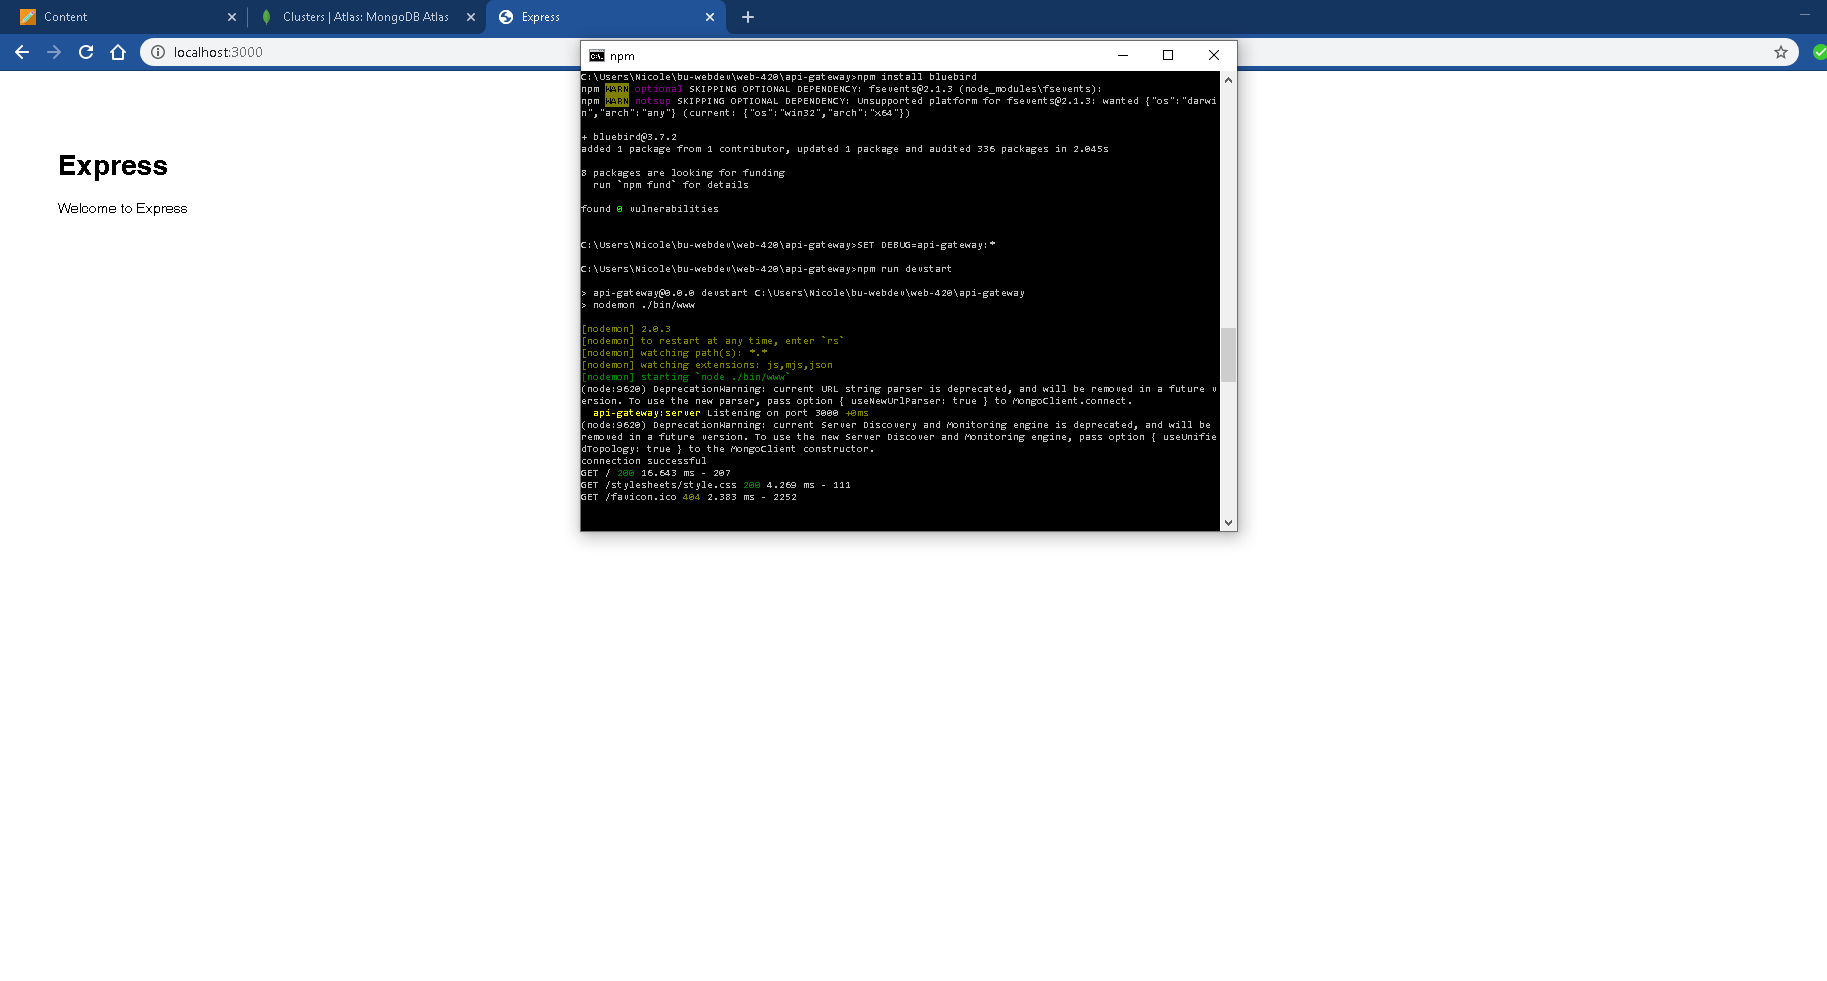 Content
Clusters | Atlas: MongoDB Atlas
Express
localhost:3000
Express
Welcome to Express
npm
C:\Users\Nicole\bu-webdev\web-420\api-gateway>npm install bluebird
npm WARN optional SKIPPING OPTIONAL DEPENDENCY: fsevents@2.1.3 (node_modules\fsevents):
npm WARN notsup SKIPPING OPTIONAL DEPENDENCY: Unsupported platform for fsevents@2.1.3: wanted {"os":"darwi
n","arch":"any"} (current: {"os":"win32","arch":"x64"})
+ bluebird@3.7.2
added 1 package from 1 contributor, updated 1 package and audited 336 packages in 2.045s
8 packages are looking for funding
run `npm fund` for details
found 0 vulnerabilities
C:\Users\Nicole\bu-webdev\web-420\api-gateway>SET DEBUG=api-gateway:*
C:\Users\Nicole\bu-webdev\web-420\api-gateway>npm run devstart
> api-gateway@0.0.0 devstart C:\Users\Nicole\bu-webdev\web-420\api-gateway
> nodemon ./bin/www
[nodemon] 2.0.3
[nodemon] to restart at any time, enter `rs`
[nodemon] watching path(s): *.*
[nodemon] watching extensions: js,mjs,json
[nodemon] starting `node ./bin/www`
(node:9620) DeprecationWarning: current URL string parser is deprecated, and will be removed in a future v
ersion. To use the new parser, pass option { useNewUrlParser: true } to MongoClient.connect.
api-gateway:server Listening on port 3000 +0ms
(node:9620) DeprecationWarning: current Server Discovery and Monitoring engine is deprecated, and will be
removed in a future version. To use the new Server Discover and Monitoring engine, pass option { useUnifie
dTopology: true } to the MongoClient constructor.
connection successful
GET / 200 16.643 ms - 207
GET /stylesheets/style.css 200 4.269 ms - 111
GET /favicon.ico 404 2.383 ms - 2252